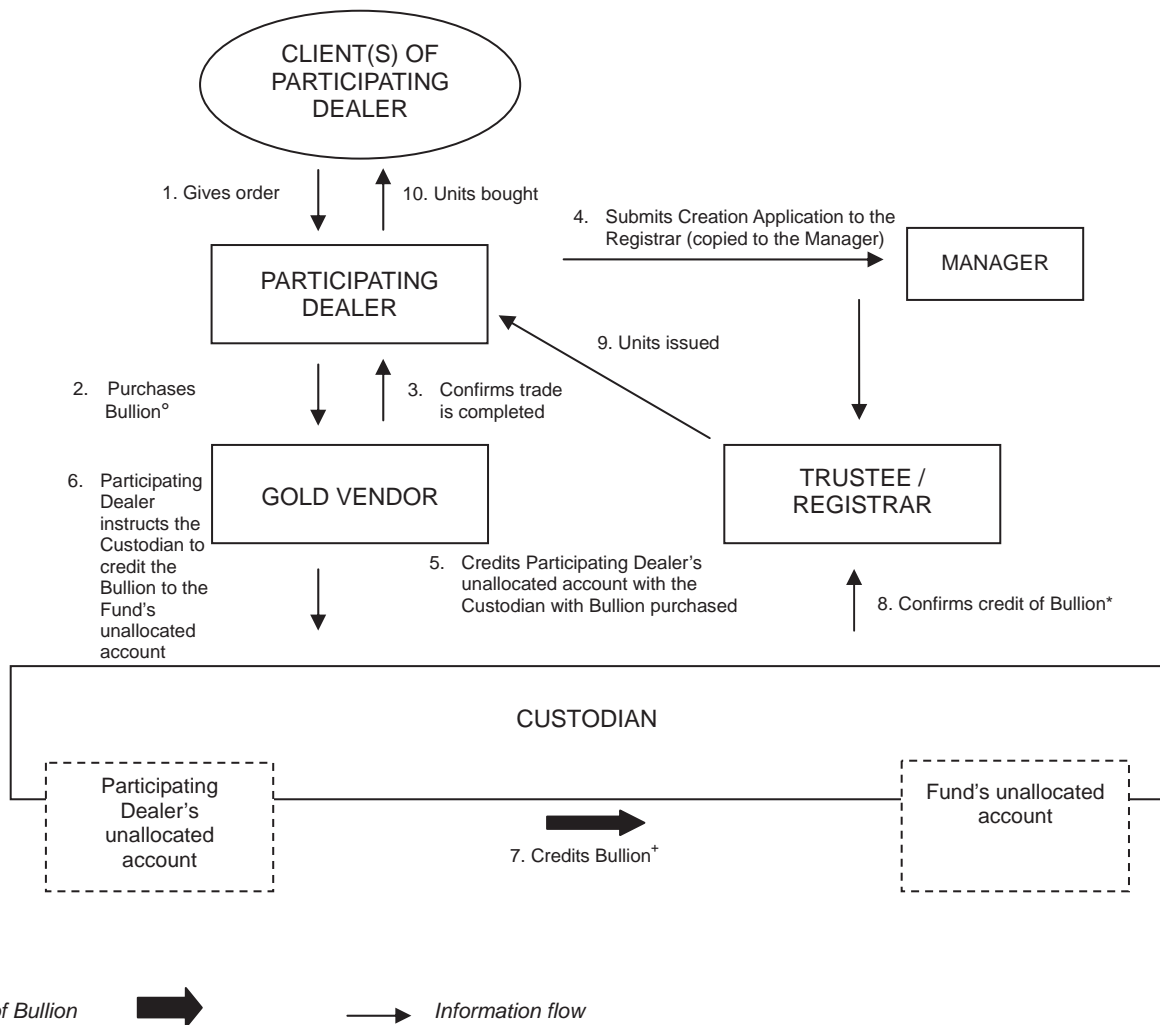 CLIENT(S) OF
PARTICIPATING
DEALER
1. Gives order
10. Units bought
4. Submits Creation Application to the
Registrar (copied to the Manager)
MANAGER
PARTICIPATING
DEALER
9. Units issued
2. Purchases
Bullion°
3. Confirms trade
is completed
GOLD VENDOR
TRUSTEE /
REGISTRAR
6. Participating
Dealer
instructs the
Custodian to
credit the
Bullion to the
Fund's
unallocated
account
5. Credits Participating Dealer's
unallocated account with the
Custodian with Bullion purchased
8. Confirms credit of Bullion*
CUSTODIAN
Participating
Dealer's
unallocated
account
Fund's unallocated
account
7. Credits Bullion⁺
of Bullion
Information flow